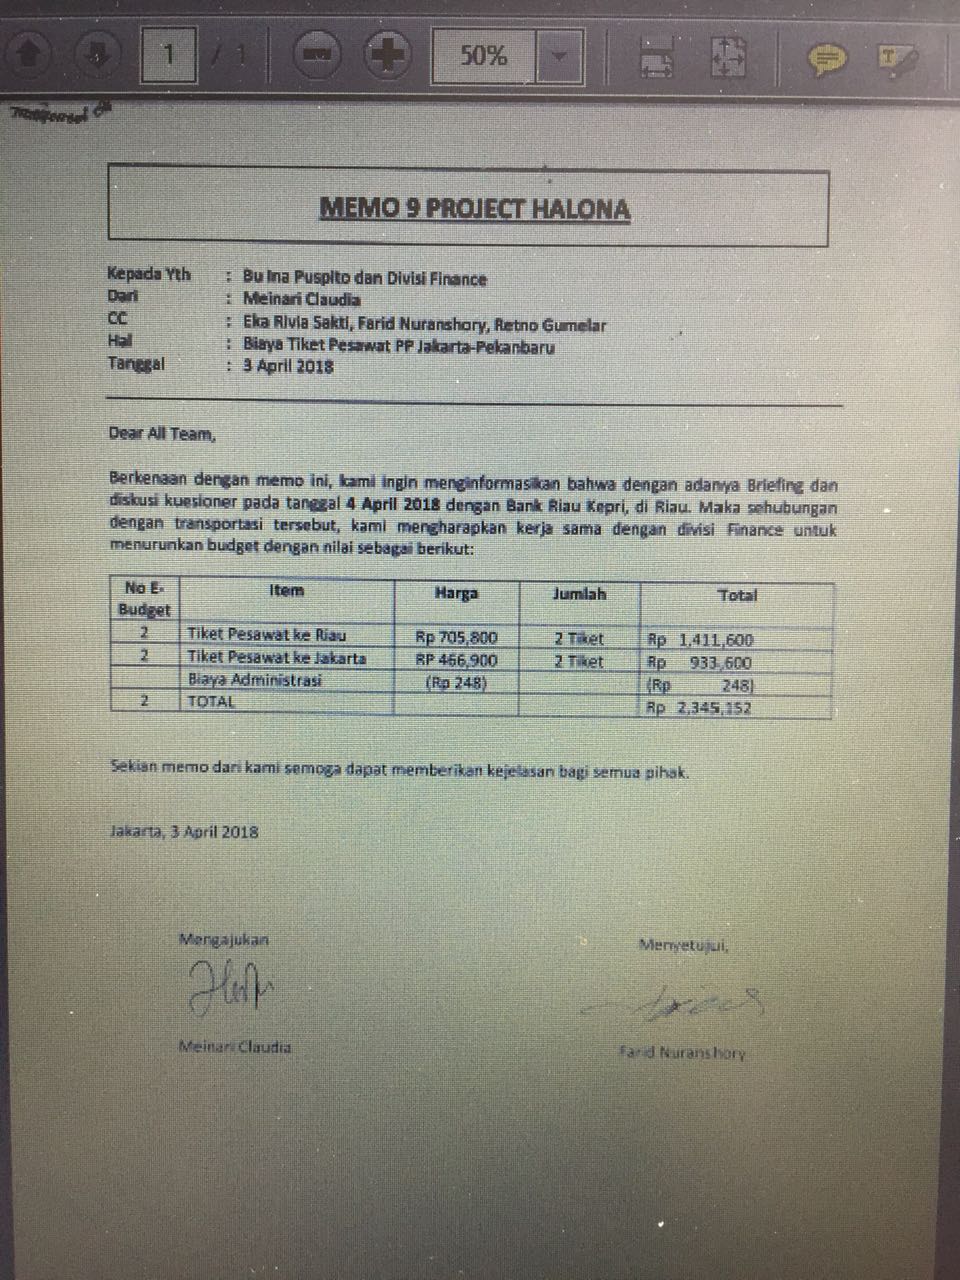 1 / 1
50%
MEMO 9 PROJECT HALONA
Kepada Yth : Bu Ina Puspito dan Divisi Finance
Dari : Meinari Claudia
CC : Eka Rivia Sakti, Farid Nuranshory, Retno Gumelar
Hal : Biaya Tiket Pesawat PP Jakarta-Pekanbaru
Tanggal : 3 April 2018
Dear All Team,
Berkenaan dengan memo ini, kami ingin menginformasikan bahwa dengan adanya Briefing dan
diskusi kuesioner pada tanggal 4 April 2018 dengan Bank Riau Kepri, di Riau. Maka sehubungan
dengan transportasi tersebut, kami mengharapkan kerja sama dengan divisi Finance untuk
menurunkan budget dengan nilai sebagai berikut:
No E-Budget Item Harga Jumlah Total
2 Tiket Pesawat ke Riau Rp 705,800 2 Tiket Rp 1,411,600
2 Tiket Pesawat ke Jakarta RP 466,900 2 Tiket Rp 933,600
Biaya Administrasi (Rp 248) (Rp 248)
2 TOTAL Rp 2,345,152
Sekian memo dari kami semoga dapat memberikan kejelasan bagi semua pihak.
Jakarta, 3 April 2018
Mengajukan Menyetujui,
Meinari Claudia Farid Nuranshory